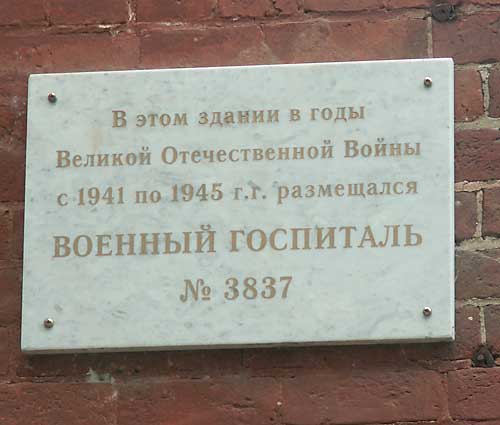 В этом здании в годы
Великой Отечественной Войны
с 1941 по 1945 г.г. размещался
ВОЕННЫЙ ГОСПИТАЛЬ
№ 3837